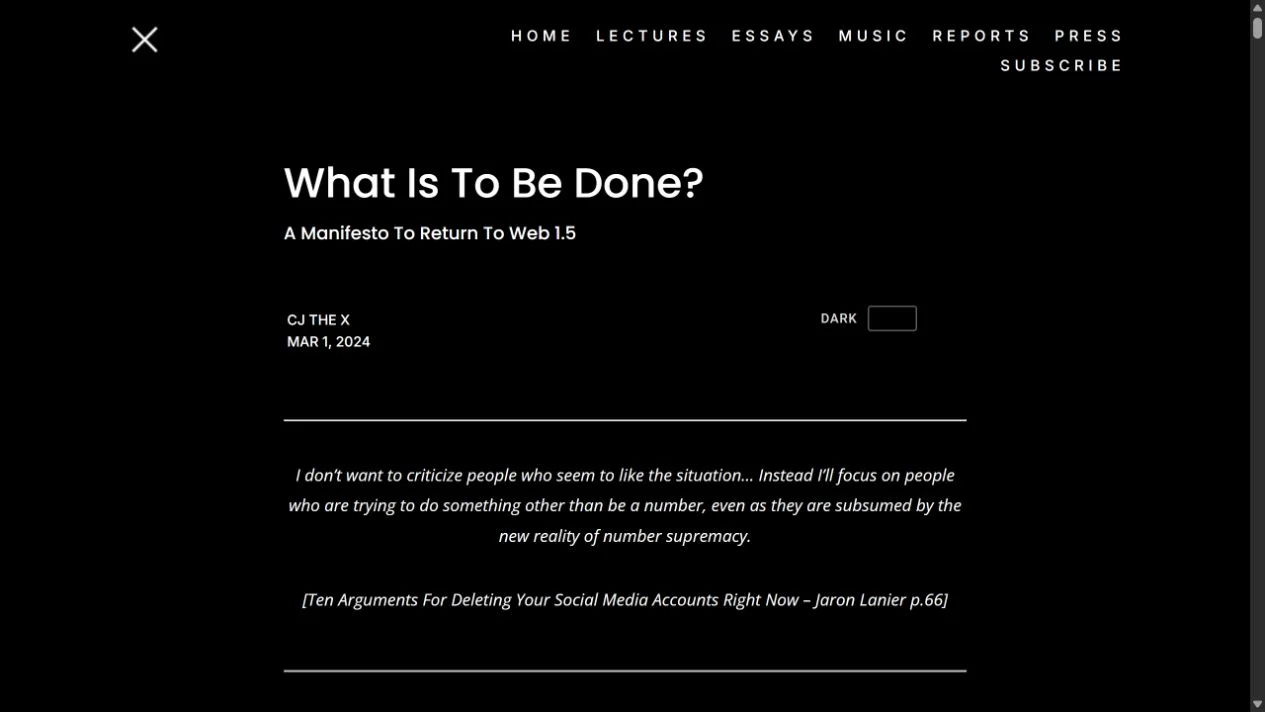 HOME LECTURES ESSAYS MUSIC REPORTS PRESS
SUBSCRIBE
What Is To Be Done?
A Manifesto To Return To Web 1.5
CJ THE X
MAR 1, 2024
DARK
I don’t want to criticize people who seem to like the situation... Instead I’ll focus on people
who are trying to do something other than be a number, even as they are subsumed by the
new reality of number supremacy.
[Ten Arguments For Deleting Your Social Media Accounts Right Now – Jaron Lanier p.66]